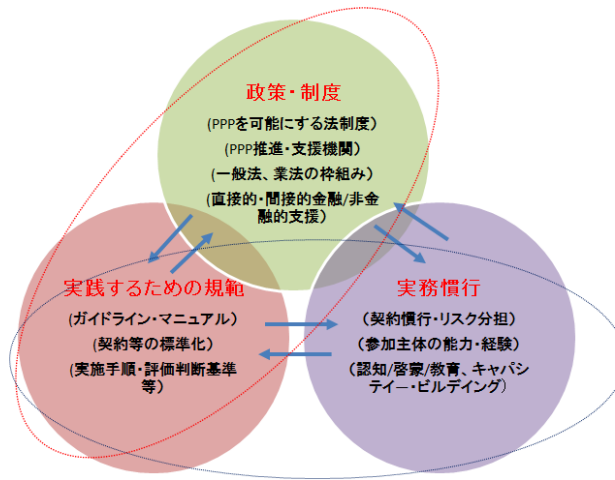 政策・制度
(PPPを可能にする法制度)
(PPP推進・支援機関)
(一般法、業法の枠組み)
(直接的・間接的金融/非金
融的支援)
実践するための規範
(ガイドライン・マニュアル)
(契約等の標準化)
(実施手順・評価判断基準
等)
実務慣行
(契約慣行・リスク分担)
(参加主体の能力・経験)
(認知/啓蒙/教育、キャパシ
テイー・ビルデイング)